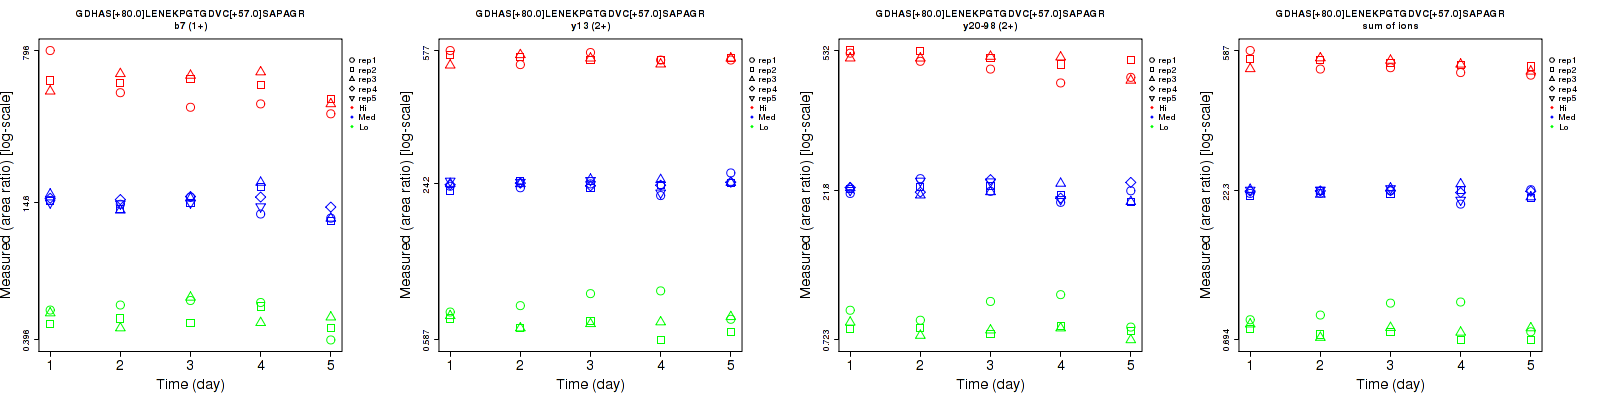 GDHAS[+80.0]LENEKPGTGDVC[+57.0]SAPAGR
b7 (1+)
Measured (area ratio) [log-scale]
796
14.6
0.396
1 2 3 4 5
Time (day)
rep1
rep2
rep3
rep4
rep5
Hi
Med
Lo
GDHAS[+80.0]LENEKPGTGDVC[+57.0]SAPAGR
y13 (2+)
Measured (area ratio) [log-scale]
577
24.2
0.587
1 2 3 4 5
Time (day)
rep1
rep2
rep3
rep4
rep5
Hi
Med
Lo
GDHAS[+80.0]LENEKPGTGDVC[+57.0]SAPAGR
y20-98 (2+)
Measured (area ratio) [log-scale]
532
21.8
0.723
1 2 3 4 5
Time (day)
rep1
rep2
rep3
rep4
rep5
Hi
Med
Lo
GDHAS[+80.0]LENEKPGTGDVC[+57.0]SAPAGR
sum of ions
Measured (area ratio) [log-scale]
587
22.3
0.694
1 2 3 4 5
Time (day)
rep1
rep2
rep3
rep4
rep5
Hi
Med
Lo